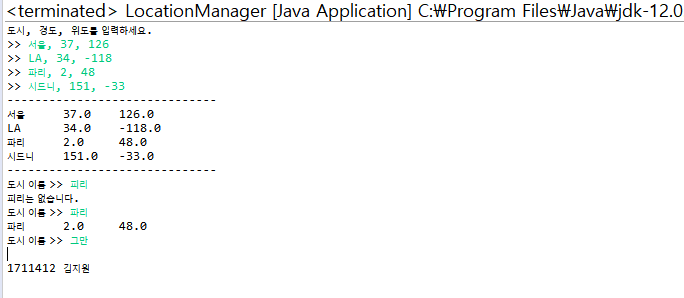 <terminated> LocationManager [Java Application] C:\Program Files\Java\jdk-12.0
도시, 경도, 위도를 입력하세요.
>> 서울, 37, 126
>> LA, 34, -118
>> 파리, 2, 48
>> 시드니, 151, -33
------------------------------
서울 37.0 126.0
LA 34.0 -118.0
파리 2.0 48.0
시드니 151.0 -33.0
------------------------------
도시 이름 >> 피리
피리는 없습니다.
도시 이름 >> 파리
파리 2.0 48.0
도시 이름 >> 그만
1711412 김지원